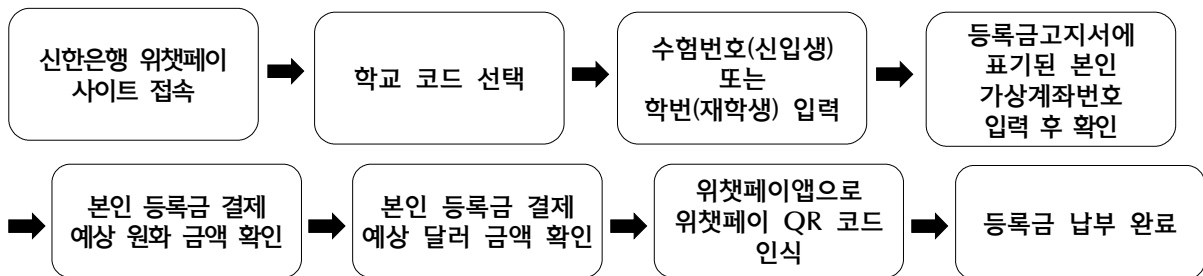 신한은행 위챗페이
사이트 접속
학교 코드 선택
수험번호(신입생)
또는
학번(재학생) 입력
등록금고지서에
표기된 본인
가상계좌번호
입력 후 확인
본인 등록금 결제
예상 원화 금액 확인
본인 등록금 결제
예상 달러 금액 확인
위챗페이앱으로
위챗페이 QR 코드
인식
등록금 납부 완료